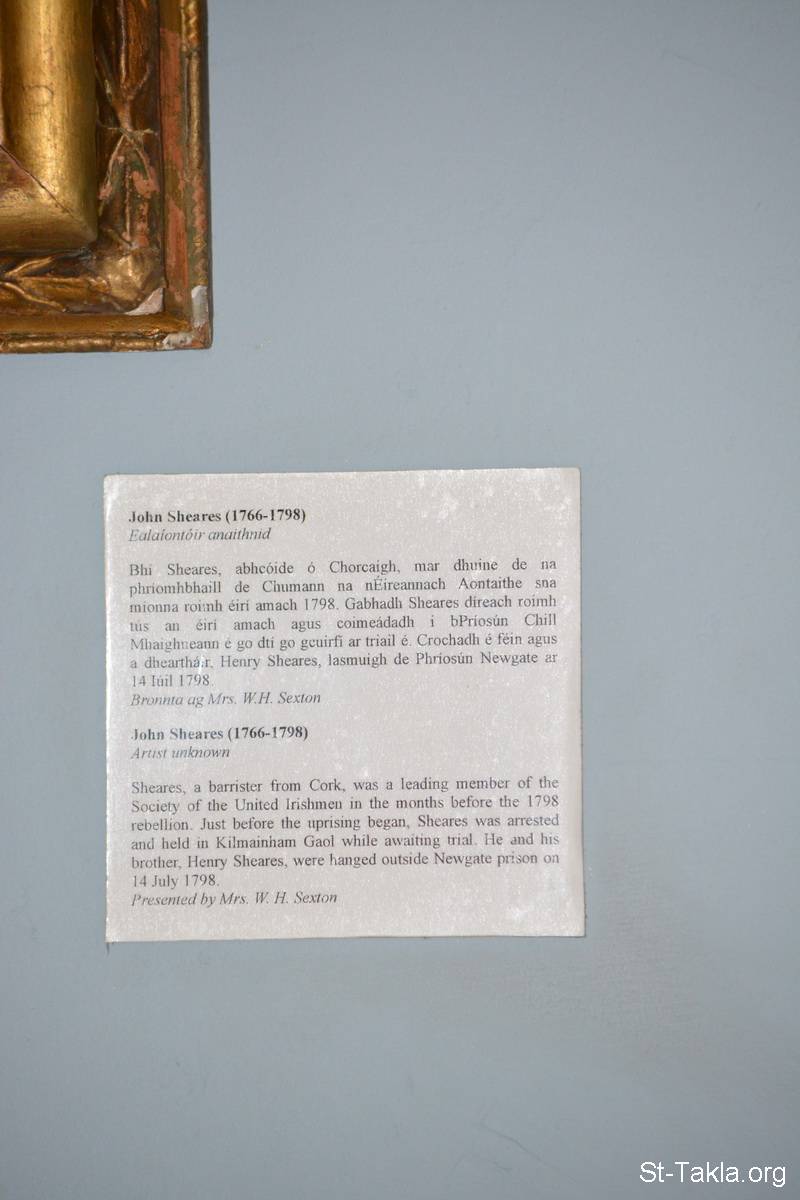 John Sheares (1766-1798)
Ealaíontóir anaithnid
Bhí Sheares, abhcóide ó Chorcaigh, mar dhuine de na
phríomhbhaill de Chumann na nÉireannach Aontaithe sna
míonna roimh éirí amach 1798. Gabhadh Sheares díreach roimh
tús an éirí amach agus coimeádadh i bPríosún Chill
Mhaighneann é go dtí go gcuirfí ar triail é. Crochadh é féin agus
a dheartháir, Henry Sheares, lasmuigh de Phríosún Newgate ar
14 Iúil 1798.
Bronnta ag Mrs. W.H. Sexton
John Sheares (1766-1798)
Artist unknown
Sheares, a barrister from Cork, was a leading member of the
Society of the United Irishmen in the months before the 1798
rebellion. Just before the uprising began, Sheares was arrested
and held in Kilmainham Gaol while awaiting trial. He and his
brother, Henry Sheares, were hanged outside Newgate prison on
14 July 1798.
Presented by Mrs. W. H. Sexton
St-Takla.org